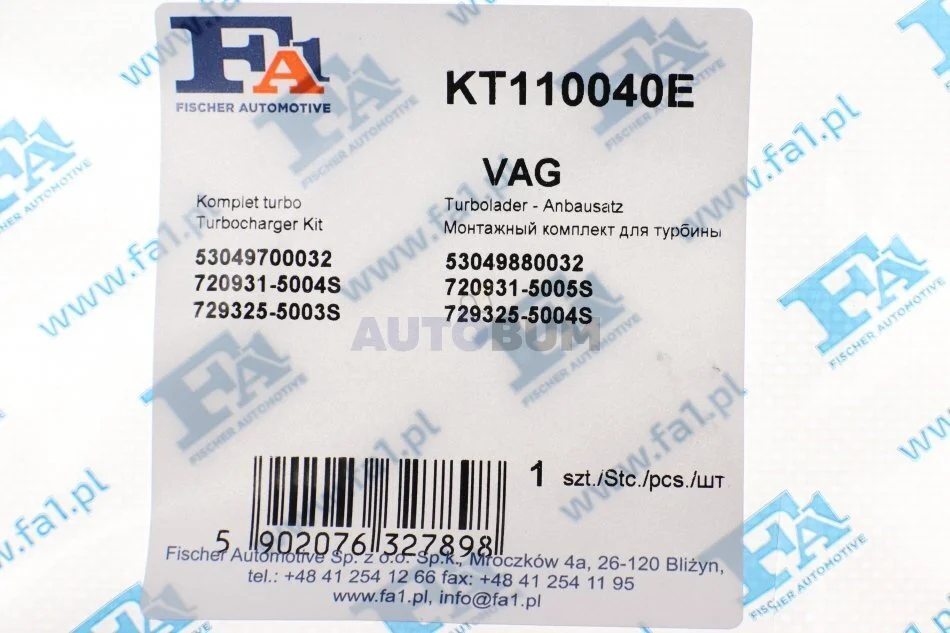 FA1
FISCHER AUTOMOTIVE
KT110040E
VAG
Komplet turbo
Turbocharger Kit
Turbolader - Anbausatz
Монтажный комплект для турбины
53049700032 53049880032
720931-5004S 720931-5005S
729325-5003S 729325-5004S
AUTOBUM
1 szt./Stc./pcs./шт
5 902076 327898
Fischer Automotive Sp. z o.o. Sp.k., Mroczków 4a, 26-120 Bliżyn,
tel.: +48 41 254 12 66 fax: +48 41 254 11 95
www.fa1.pl, info@fa1.pl
www.fa1.pl
FA1
FISCHER AUTOMOTIVE